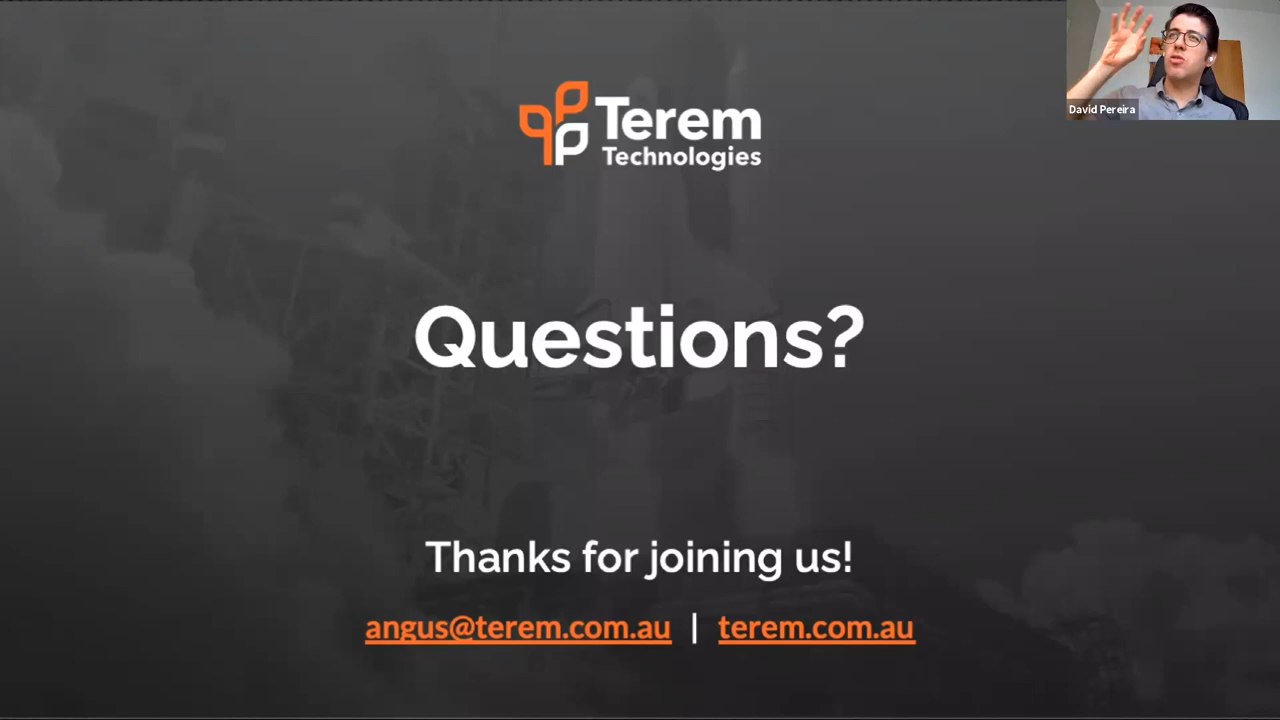 Terem
Technologies
David Pereira
Questions?
Thanks for joining us!
angus@terem.com.au | terem.com.au